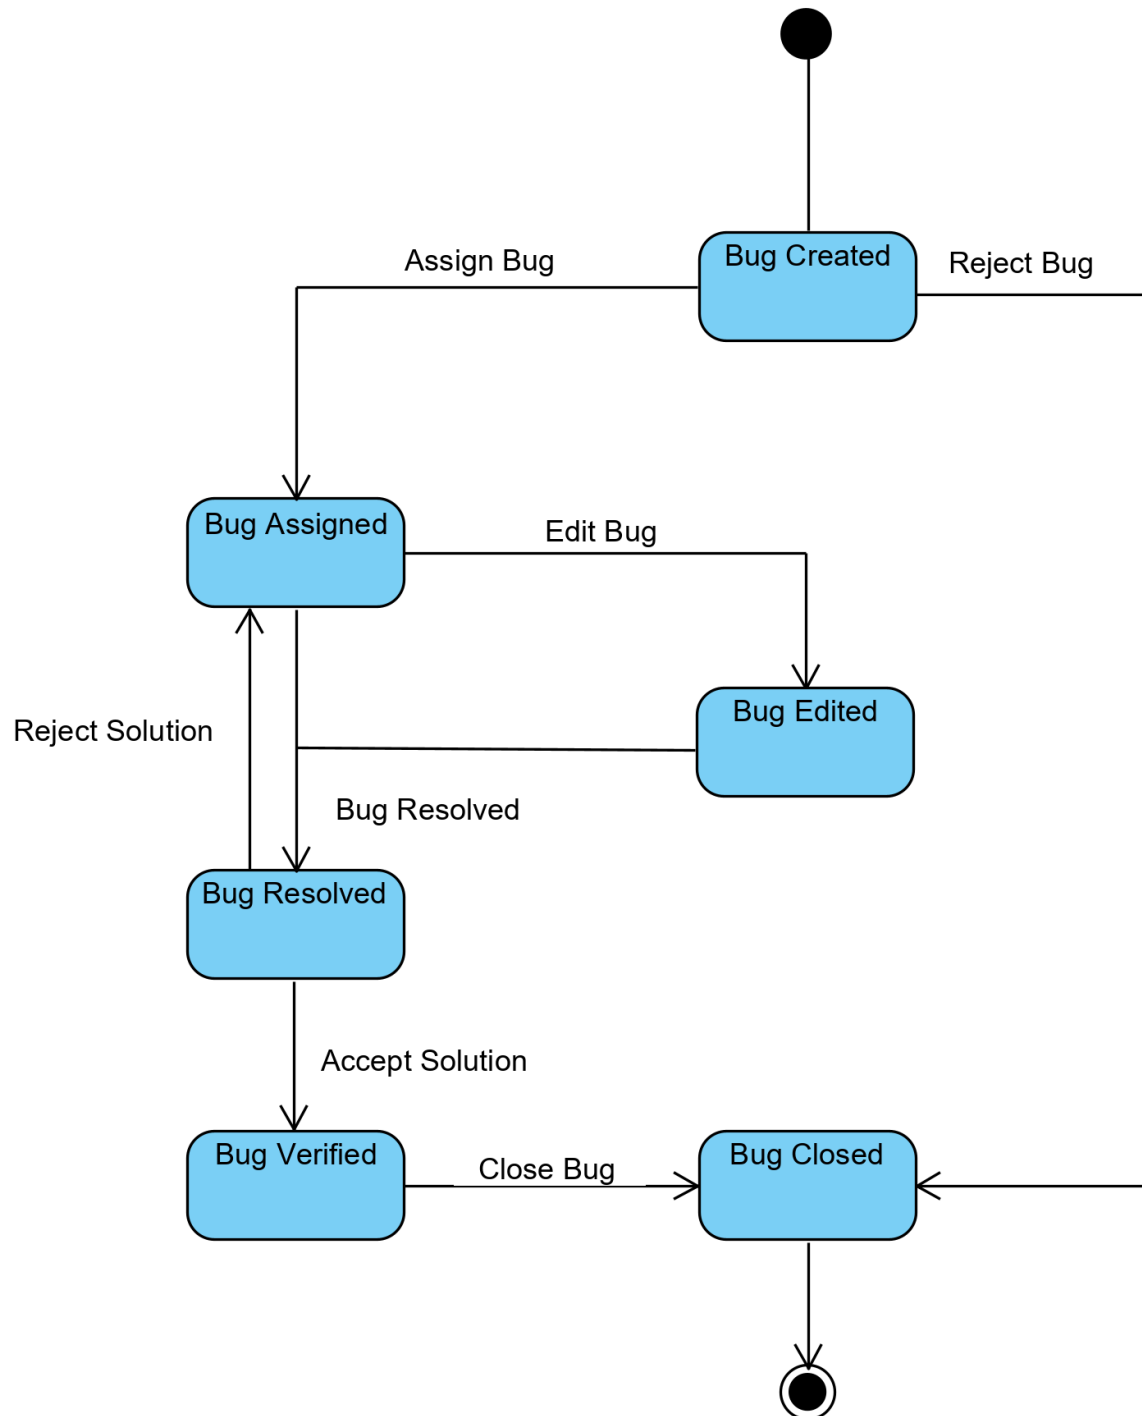 Bug Created
Assign Bug
Reject Bug
Bug Assigned
Edit Bug
Bug Edited
Reject Solution
Bug Resolved
Bug Resolved
Accept Solution
Bug Verified
Close Bug
Bug Closed